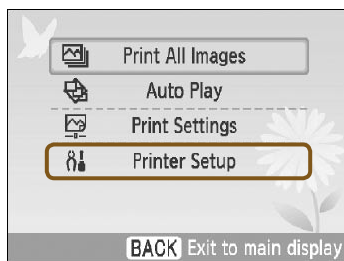 Print All Images
Auto Play
Print Settings
Printer Setup
BACK Exit to main display